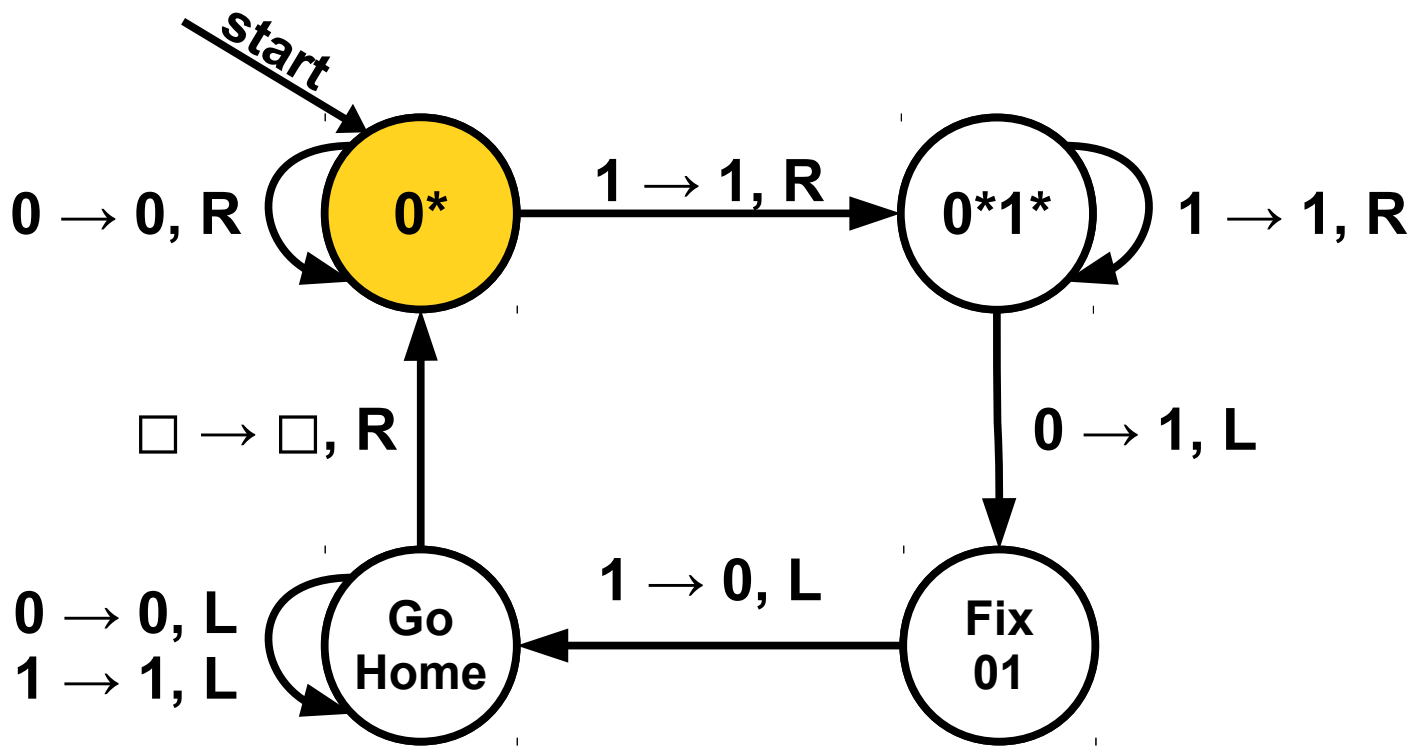 start
0 → 0, R
0*
1 → 1, R
0*1*
1 → 1, R
□ → □, R
0 → 1, L
0 → 0, L
1 → 1, L
Go
Home
1 → 0, L
Fix
01